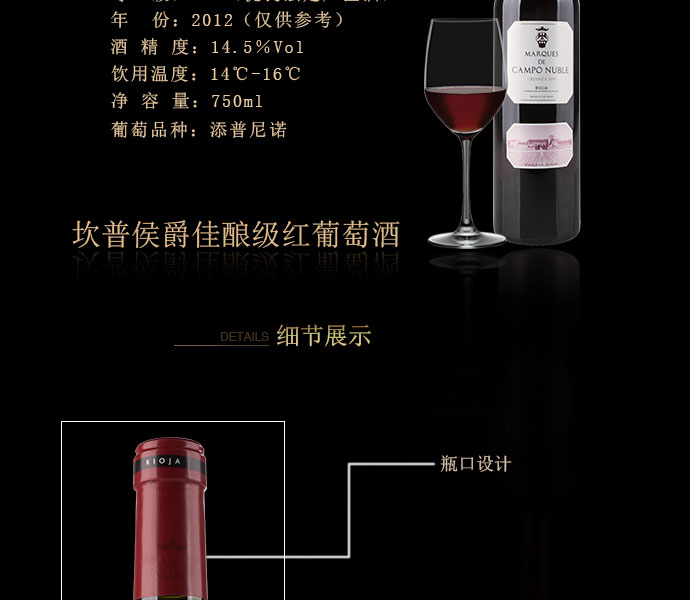 年 份：2012（仅供参考）
酒 精 度：14.5%Vol
饮用温度：14℃-16℃
净 容 量：750ml
葡萄品种：添普尼诺
MARQUES
DE
CAMPO NUBLE
RIOJA
坎普侯爵佳酿级红葡萄酒
DETAILS 细节展示
RIOJA
瓶口设计